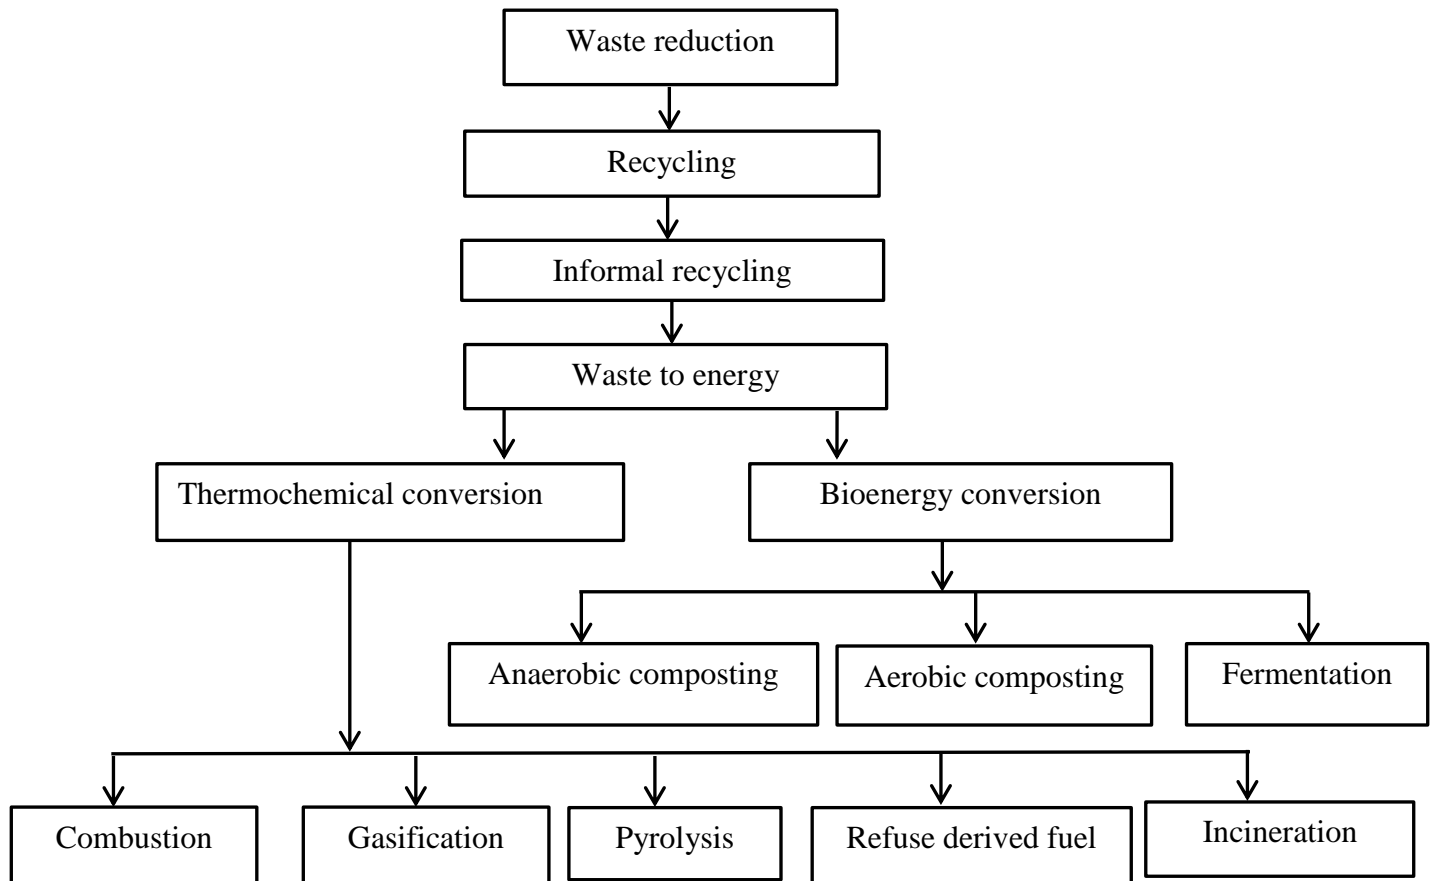 Waste reduction
Recycling
Informal recycling
Waste to energy
Thermochemical conversion
Bioenergy conversion
Anaerobic composting
Aerobic composting
Fermentation
Combustion
Gasification
Pyrolysis
Refuse derived fuel
Incineration